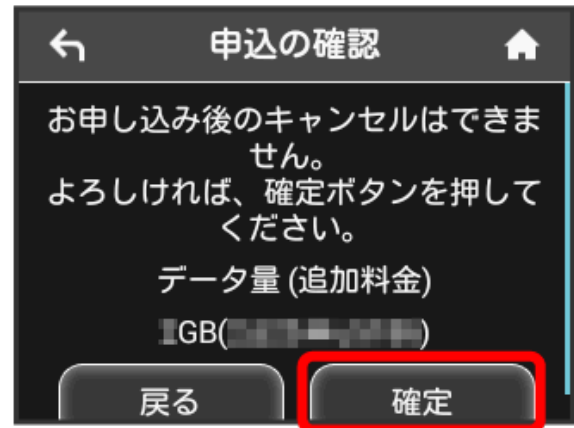 申込の確認
お申し込み後のキャンセルはできま
せん。
よろしければ、確定ボタンを押して
ください。
データ量 (追加料金)
GB( )
戻る
確定